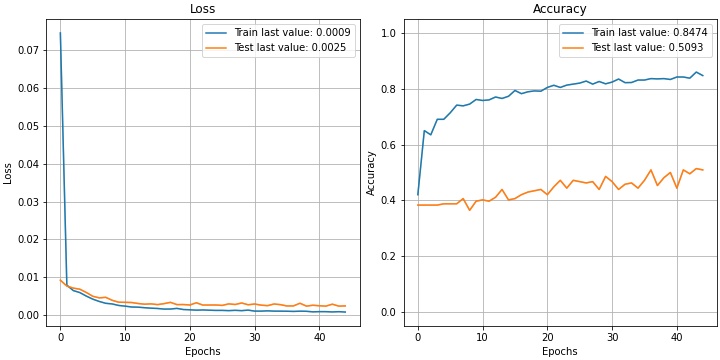 Loss
Train last value: 0.0009
Test last value: 0.0025
0.07
0.06
0.05
0.04
0.03
0.02
0.01
0.00
Loss
0
10
20
30
40
Epochs
Accuracy
Train last value: 0.8474
Test last value: 0.5093
1.0
0.8
0.6
0.4
0.2
0.0
Accuracy
0
10
20
30
40
Epochs